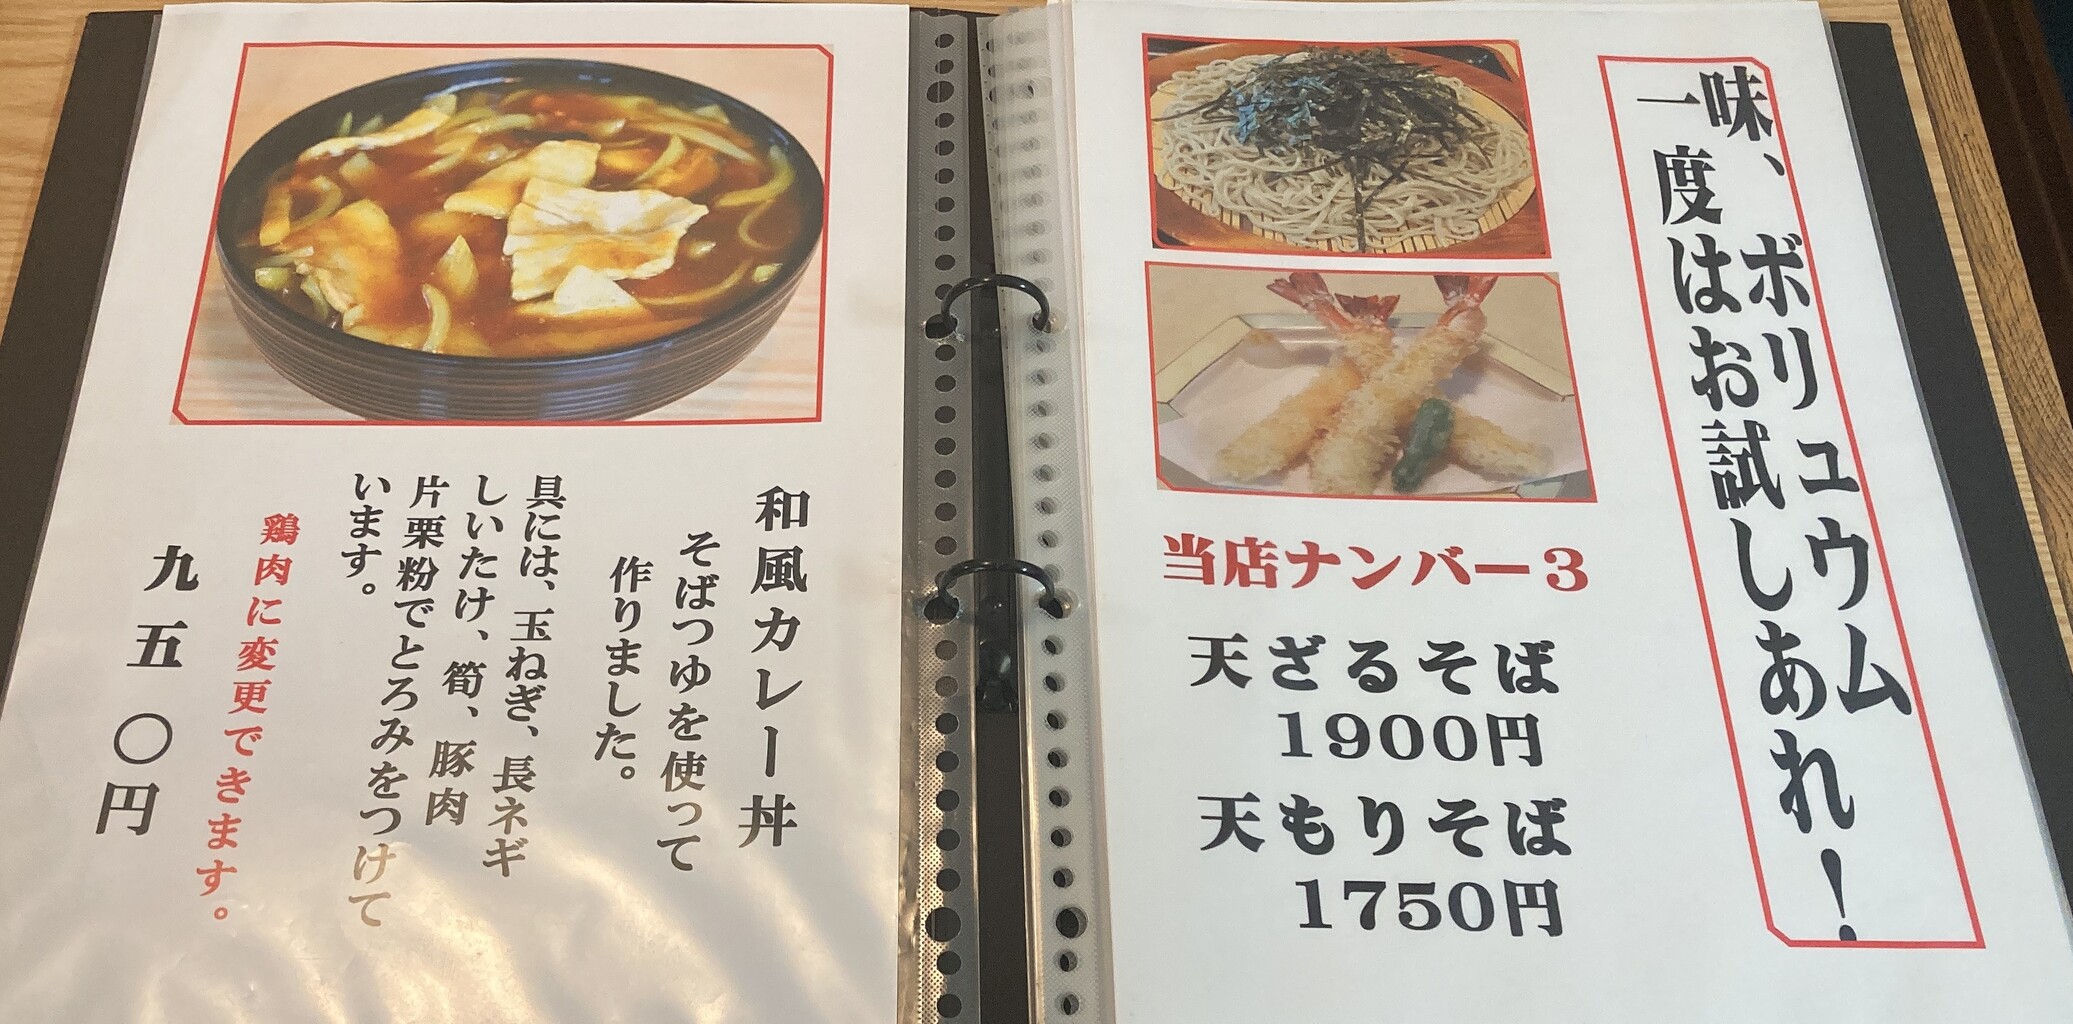 和風カレー丼
そばつゆを使って
作りました。
具には、玉ねぎ、長ネギ
しいたけ、筍、豚肉
片栗粉でとろみをつけて
います。
鶏肉に変更できます。
九五〇円
味、ボリュウム
一度はお試しあれ！
当店ナンバー３
天ざるそば
1900円
天もりそば
1750円